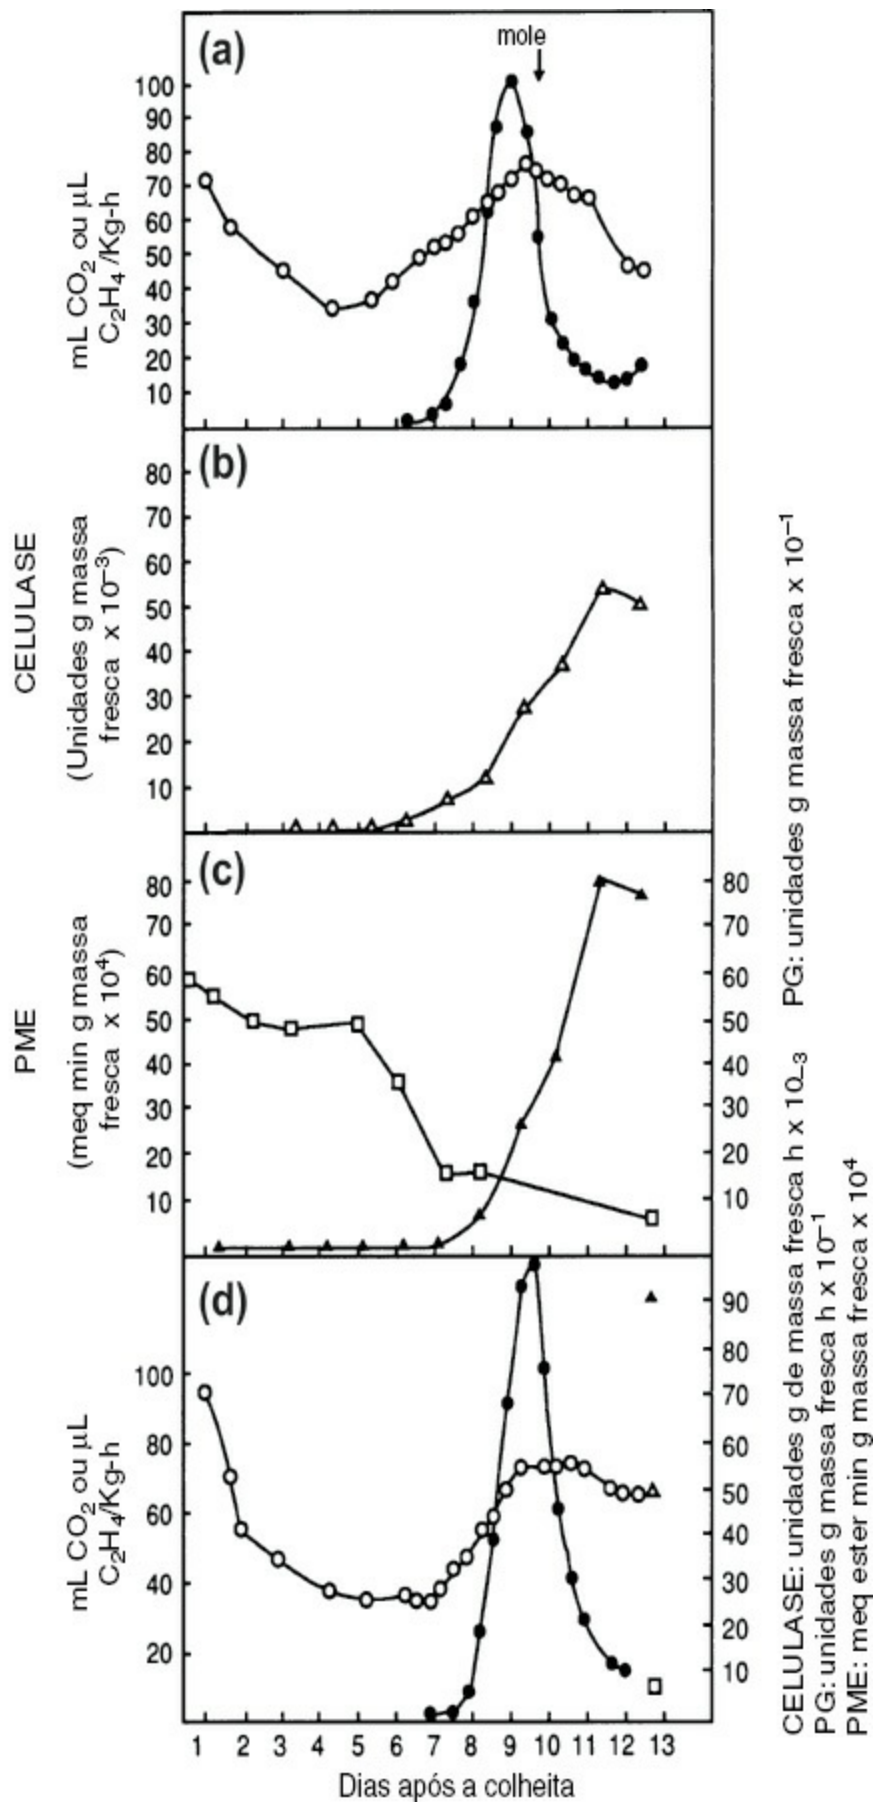 (a)
mole
100
90
80
70
60
50
40
30
20
10
mL CO₂ ou µL
C₂H₄/Kg-h
(b)
80
70
60
50
40
30
20
10
CELULASE
(Unidades g massa
fresca x 10⁻³)
(c)
80
70
60
50
40
30
20
10
PME
(meq min g massa
fresca x 10⁴)
80
70
60
50
40
30
20
10
PG: unidades g massa fresca x 10⁻¹
(d)
100
80
60
40
20
mL CO₂ ou µL
C₂H₄/Kg-h
90
80
70
60
50
40
30
20
10
CELULASE: unidades g de massa fresca h x 10₋₃
PG: unidades g massa fresca h x 10⁻¹
PME: meq ester min g massa fresca x 10⁴
1 2 3 4 5 6 7 8 9 10 11 12 13
Dias após a colheita